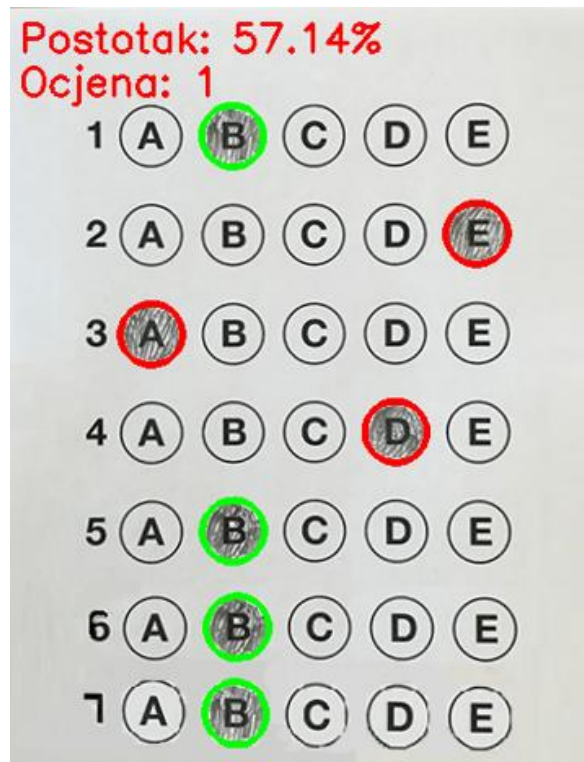 Postotak: 57.14%
Ocjena: 1
1 A B C D E
2 A B C D E
3 A B C D E
4 A B C D E
5 A B C D E
6 A B C D E
7 A B C D E